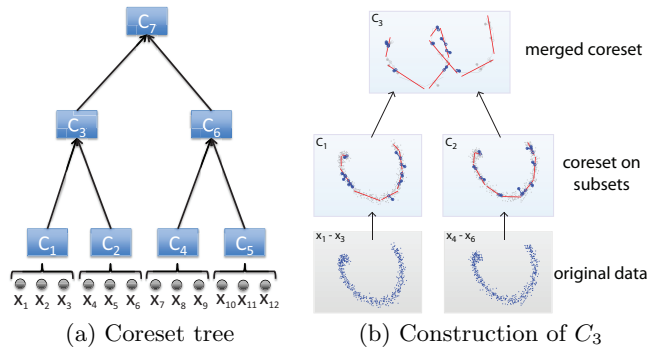 C7
C3 C6
C1 C2 C4 C5
x1 x2 x3 x4 x5 x6 x7 x8 x9 x10 x11 x12
(a) Coreset tree
C3
merged coreset
C1 C2
coreset on
subsets
x1 - x3 x4 - x6
original data
(b) Construction of C3